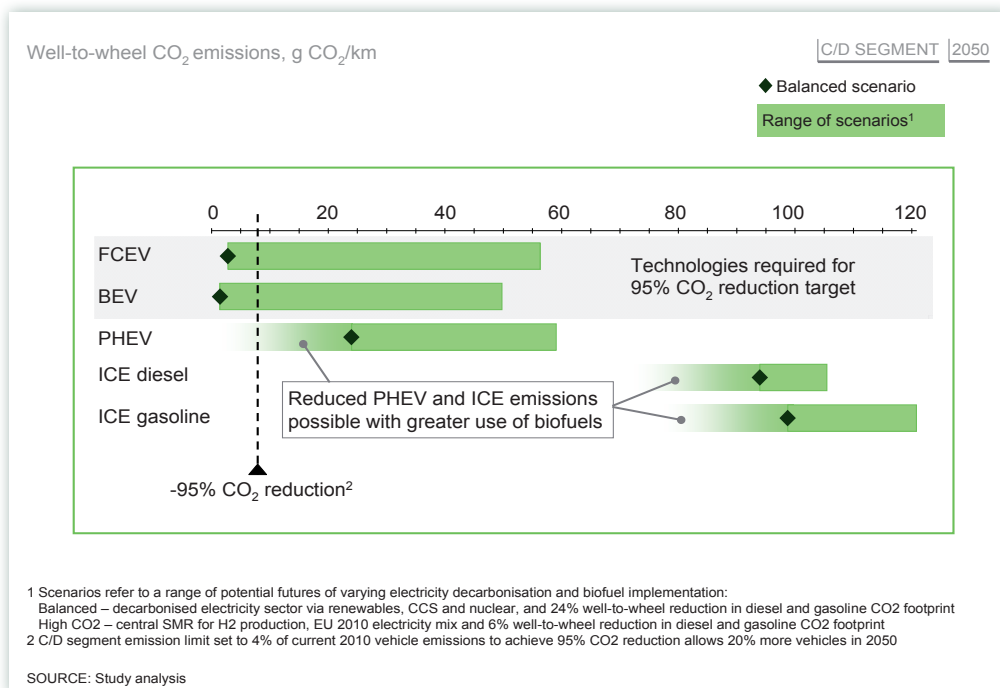 Well-to-wheel CO2 emissions, g CO2/km
C/D SEGMENT 2050
Balanced scenario
Range of scenarios1
0 20 40 60 80 100 120
FCEV
BEV
Technologies required for
95% CO2 reduction target
PHEV
ICE diesel
ICE gasoline
Reduced PHEV and ICE emissions
possible with greater use of biofuels
-95% CO2 reduction2
1 Scenarios refer to a range of potential futures of varying electricity decarbonisation and biofuel implementation:
Balanced – decarbonised electricity sector via renewables, CCS and nuclear, and 24% well-to-wheel reduction in diesel and gasoline CO2 footprint
High CO2 – central SMR for H2 production, EU 2010 electricity mix and 6% well-to-wheel reduction in diesel and gasoline CO2 footprint
2 C/D segment emission limit set to 4% of current 2010 vehicle emissions to achieve 95% CO2 reduction allows 20% more vehicles in 2050
SOURCE: Study analysis